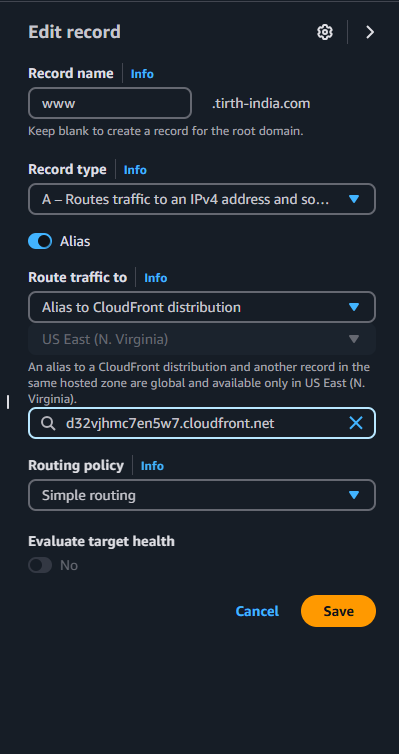 Edit record
Record name Info
www .tirth-india.com
Keep blank to create a record for the root domain.
Record type Info
A – Routes traffic to an IPv4 address and so...
Alias
Route traffic to Info
Alias to CloudFront distribution
US East (N. Virginia)
An alias to a CloudFront distribution and another record in the
same hosted zone are global and available only in US East (N.
Virginia).
d32vjhmc7en5w7.cloudfront.net
Routing policy Info
Simple routing
Evaluate target health
No
Cancel Save